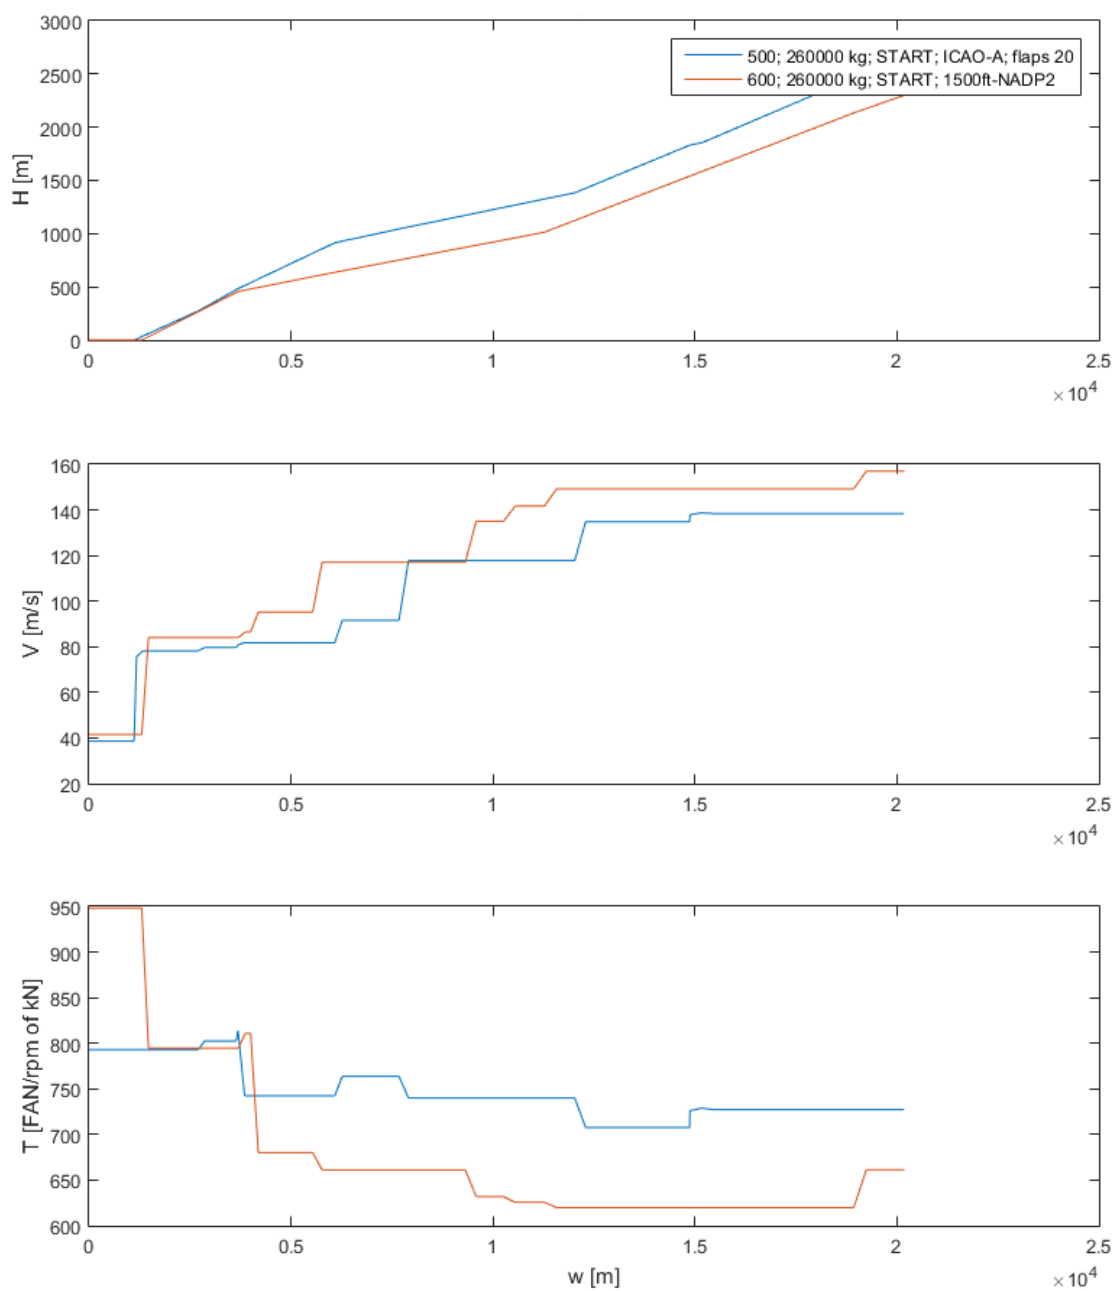 3000
500; 260000 kg; START; ICAO-A; flaps 20
2500
600; 260000 kg; START; 1500ft-NADP2
2000
H [m]
1500
1000
500
0
0 0.5 1 1.5 2 2.5
×10^4
160
140
120
100
V [m/s]
80
60
40
20
0 0.5 1 1.5 2 2.5
×10^4
950
900
850
800
T [FAN/rpm of kN]
750
700
650
600
0 0.5 1 1.5 2 2.5
w [m]
×10^4